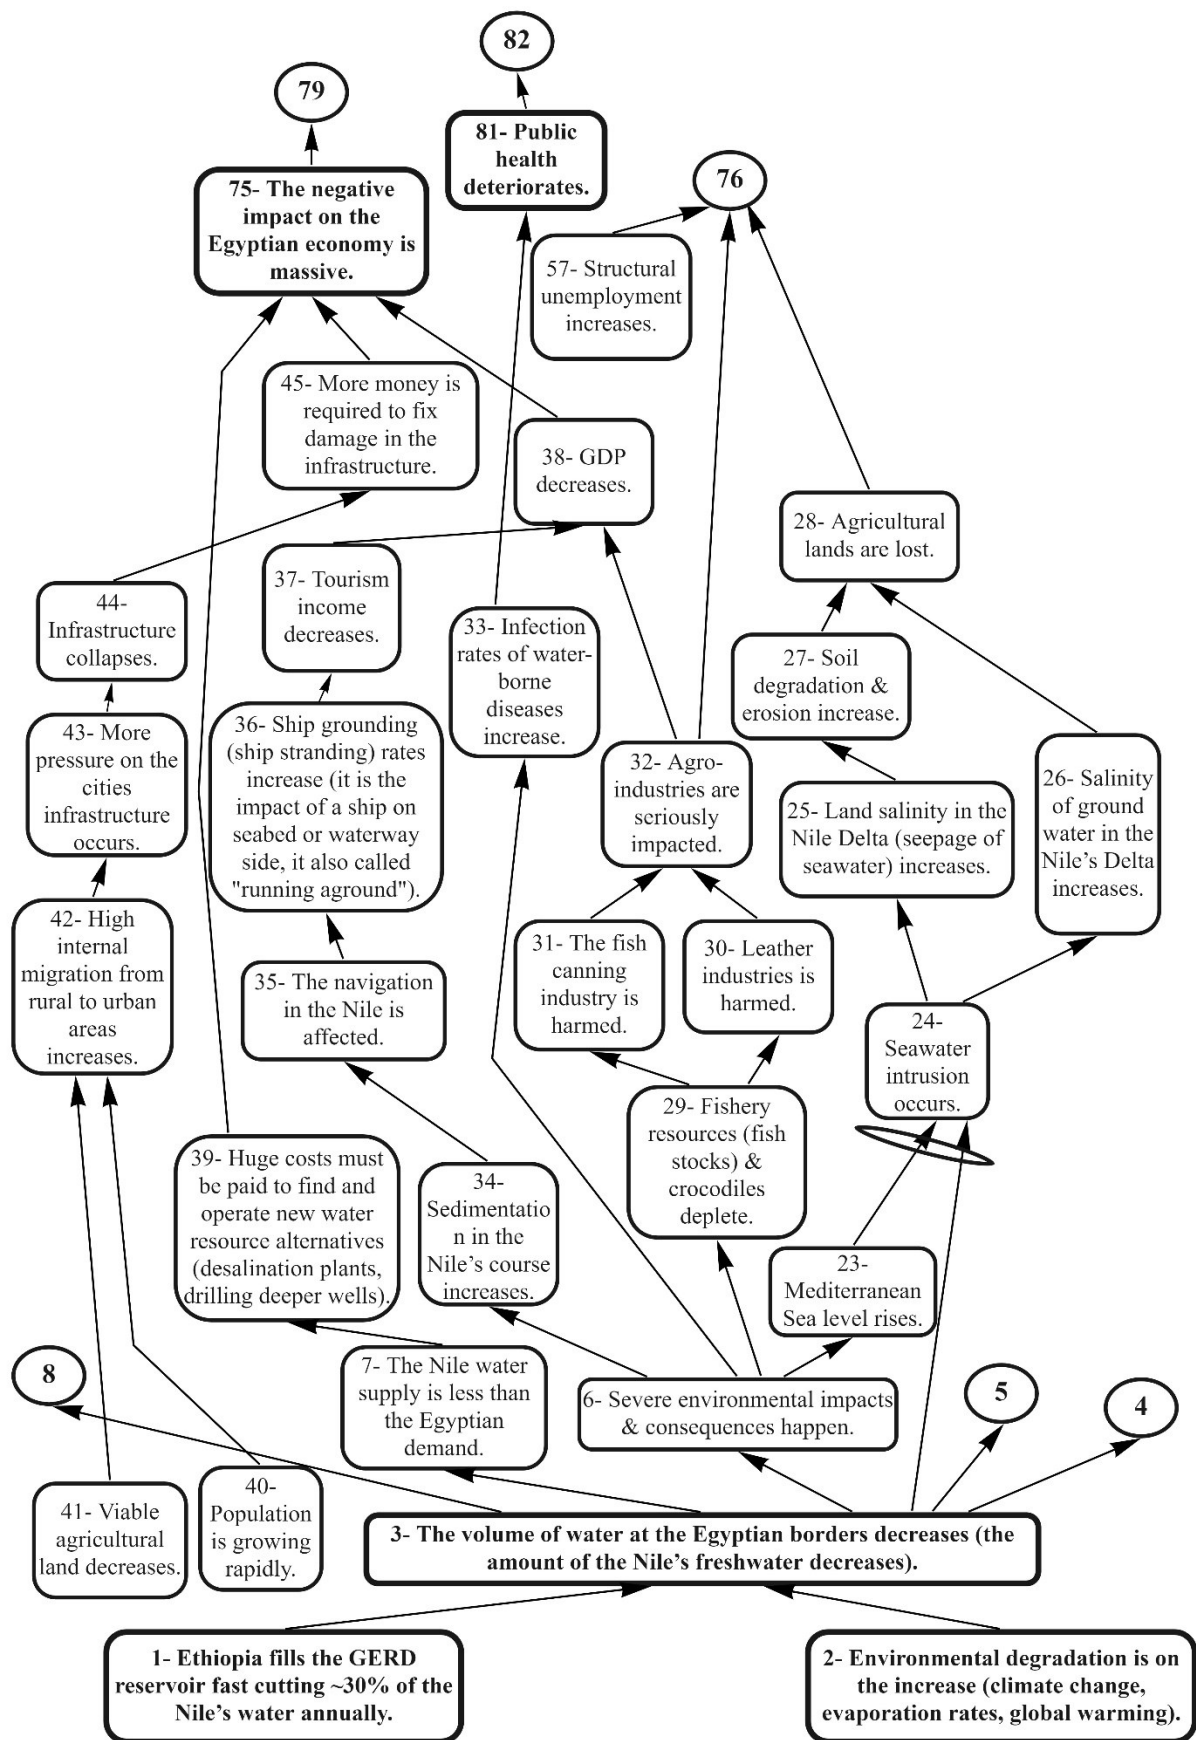 82
79
81- Public
health
deteriorates.
76
75- The negative
impact on the
Egyptian economy is
massive.
57- Structural
unemployment
increases.
45- More money is
required to fix
damage in the
infrastructure.
38- GDP
decreases.
28- Agricultural
lands are lost.
44-
Infrastructure
collapses.
37- Tourism
income
decreases.
33- Infection
rates of water-
borne
diseases
increase.
27- Soil
degradation &
erosion increase.
43- More
pressure on the
cities
infrastructure
occurs.
36- Ship grounding
(ship stranding) rates
increase (it is the
impact of a ship on
seabed or waterway
side, it also called
"running aground").
32- Agro-
industries are
seriously
impacted.
25- Land salinity in the
Nile Delta (seepage of
seawater) increases.
26- Salinity
of ground
water in the
Nile's Delta
increases.
42- High
internal
migration from
rural to urban
areas
increases.
35- The navigation
in the Nile is
affected.
31- The fish
canning
industry is
harmed.
30- Leather
industries is
harmed.
24-
Seawater
intrusion
occurs.
39- Huge costs must
be paid to find and
operate new water
resource alternatives
(desalination plants,
drilling deeper wells).
34-
Sedimentatio
n in the
Nile's course
increases.
29- Fishery
resources (fish
stocks) &
crocodiles
deplete.
23-
Mediterranean
Sea level rises.
8
7- The Nile water
supply is less than
the Egyptian
demand.
6- Severe environmental impacts
& consequences happen.
5
4
41- Viable
agricultural
land decreases.
40-
Population
is growing
rapidly.
3- The volume of water at the Egyptian borders decreases (the
amount of the Nile's freshwater decreases).
1- Ethiopia fills the GERD
reservoir fast cutting ~30% of the
Nile's water annually.
2- Environmental degradation is on
the increase (climate change,
evaporation rates, global warming).